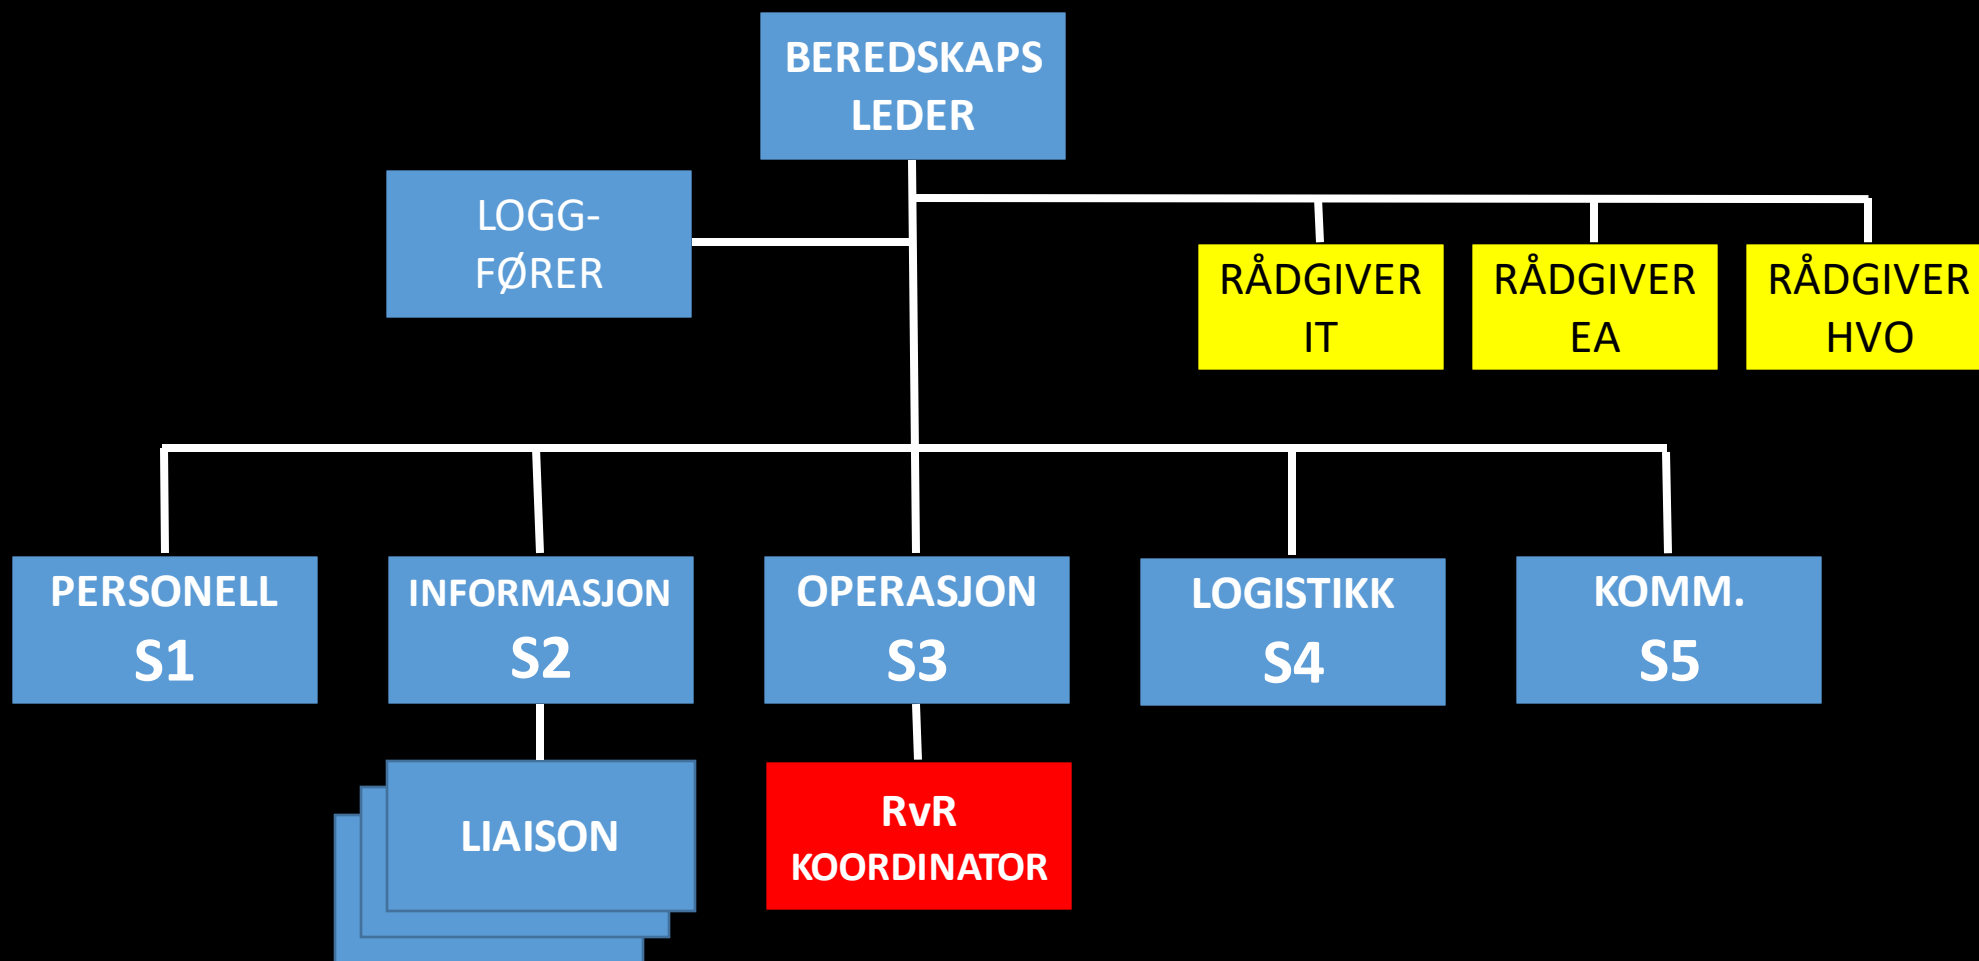 BEREDSKAPS
LEDER
LOGG-
FØRER
RÅDGIVER
IT
RÅDGIVER
EA
RÅDGIVER
HVO
PERSONELL
S1
INFORMASJON
S2
OPERASJON
S3
LOGISTIKK
S4
KOMM.
S5
LIAISON
RvR
KOORDINATOR